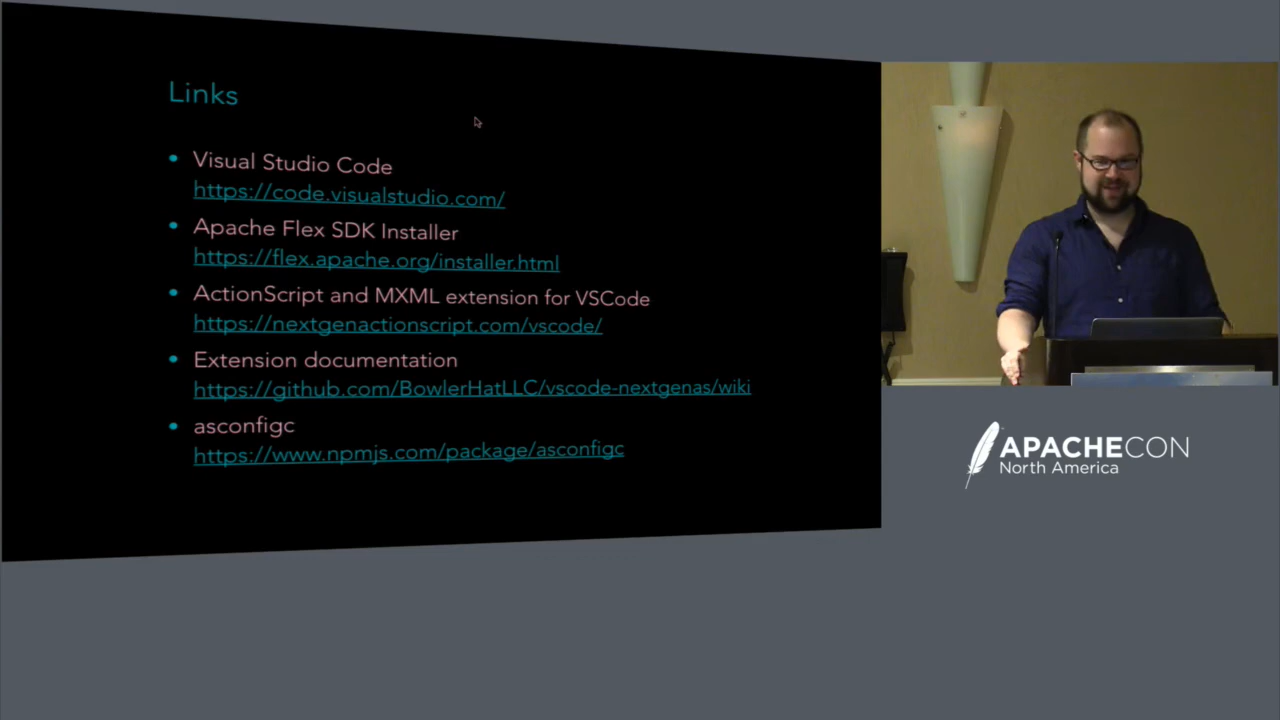 Links
Visual Studio Code
https://code.visualstudio.com/
Apache Flex SDK Installer
https://flex.apache.org/installer.html
ActionScript and MXML extension for VSCode
https://nextgenactionscript.com/vscode/
Extension documentation
https://github.com/BowlerHatLLC/vscode-nextgenas/wiki
asconfigc
https://www.npmjs.com/package/asconfigc
APACHECON
North America